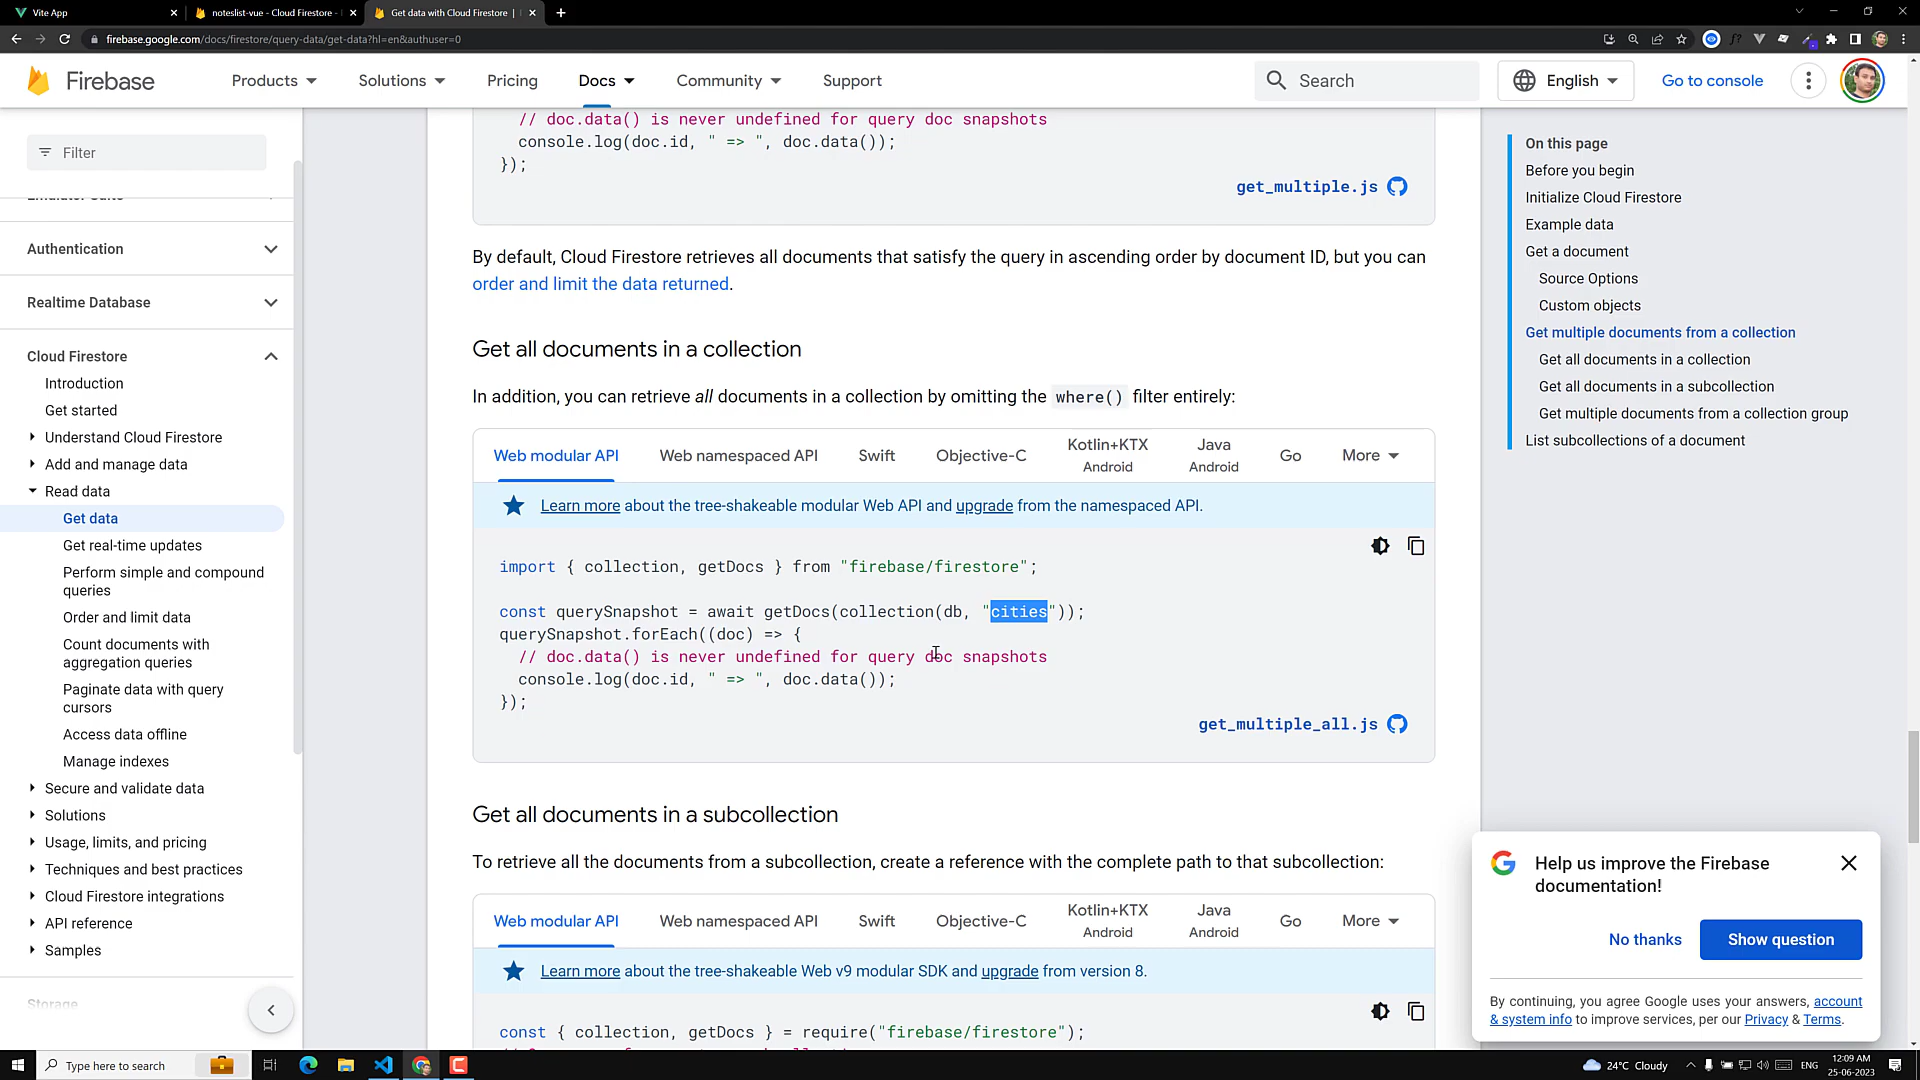 Vite App
noteslist-vue - Cloud Firestore -
Get data with Cloud Firestore |
firebase.google.com/docs/firestore/query-data/get-data?hl=en&authuser=0
Firebase
Products
Solutions
Pricing
Docs
Community
Support
Search
English
Go to console
Filter
Emulator Suite
Authentication
Realtime Database
Cloud Firestore
Introduction
Get started
Understand Cloud Firestore
Add and manage data
Read data
Get data
Get real-time updates
Perform simple and compound
queries
Order and limit data
Count documents with
aggregation queries
Paginate data with query
cursors
Access data offline
Manage indexes
Secure and validate data
Solutions
Usage, limits, and pricing
Techniques and best practices
Cloud Firestore integrations
API reference
Samples
Storage
// doc.data() is never undefined for query doc snapshots
console.log(doc.id, " => ", doc.data());
});
get_multiple.js
By default, Cloud Firestore retrieves all documents that satisfy the query in ascending order by document ID, but you can
order and limit the data returned.
Get all documents in a collection
In addition, you can retrieve all documents in a collection by omitting the where() filter entirely:
Web modular API
Web namespaced API
Swift
Objective-C
Kotlin+KTX
Android
Java
Android
Go
More
Learn more about the tree-shakeable modular Web API and upgrade from the namespaced API.
import { collection, getDocs } from "firebase/firestore";
const querySnapshot = await getDocs(collection(db, "cities"));
querySnapshot.forEach((doc) => {
// doc.data() is never undefined for query doc snapshots
console.log(doc.id, " => ", doc.data());
});
get_multiple_all.js
Get all documents in a subcollection
To retrieve all the documents from a subcollection, create a reference with the complete path to that subcollection:
Web modular API
Web namespaced API
Swift
Objective-C
Kotlin+KTX
Android
Java
Android
Go
More
Learn more about the tree-shakeable Web v9 modular SDK and upgrade from version 8.
const { collection, getDocs } = require("firebase/firestore");
On this page
Before you begin
Initialize Cloud Firestore
Example data
Get a document
Source Options
Custom objects
Get multiple documents from a collection
Get all documents in a collection
Get all documents in a subcollection
Get multiple documents from a collection group
List subcollections of a document
Help us improve the Firebase
documentation!
No thanks
Show question
By continuing, you agree Google uses your answers, account
& system info to improve services, per our Privacy & Terms.
Type here to search
24°C Cloudy
ENG
12:09 AM
25-06-2023